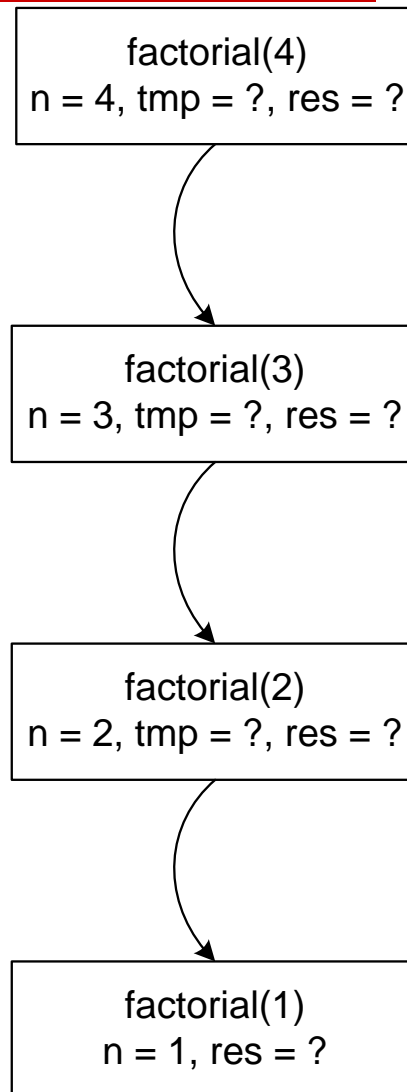 factorial(4)
n = 4, tmp = ?, res = ?
factorial(3)
n = 3, tmp = ?, res = ?
factorial(2)
n = 2, tmp = ?, res = ?
factorial(1)
n = 1, res = ?